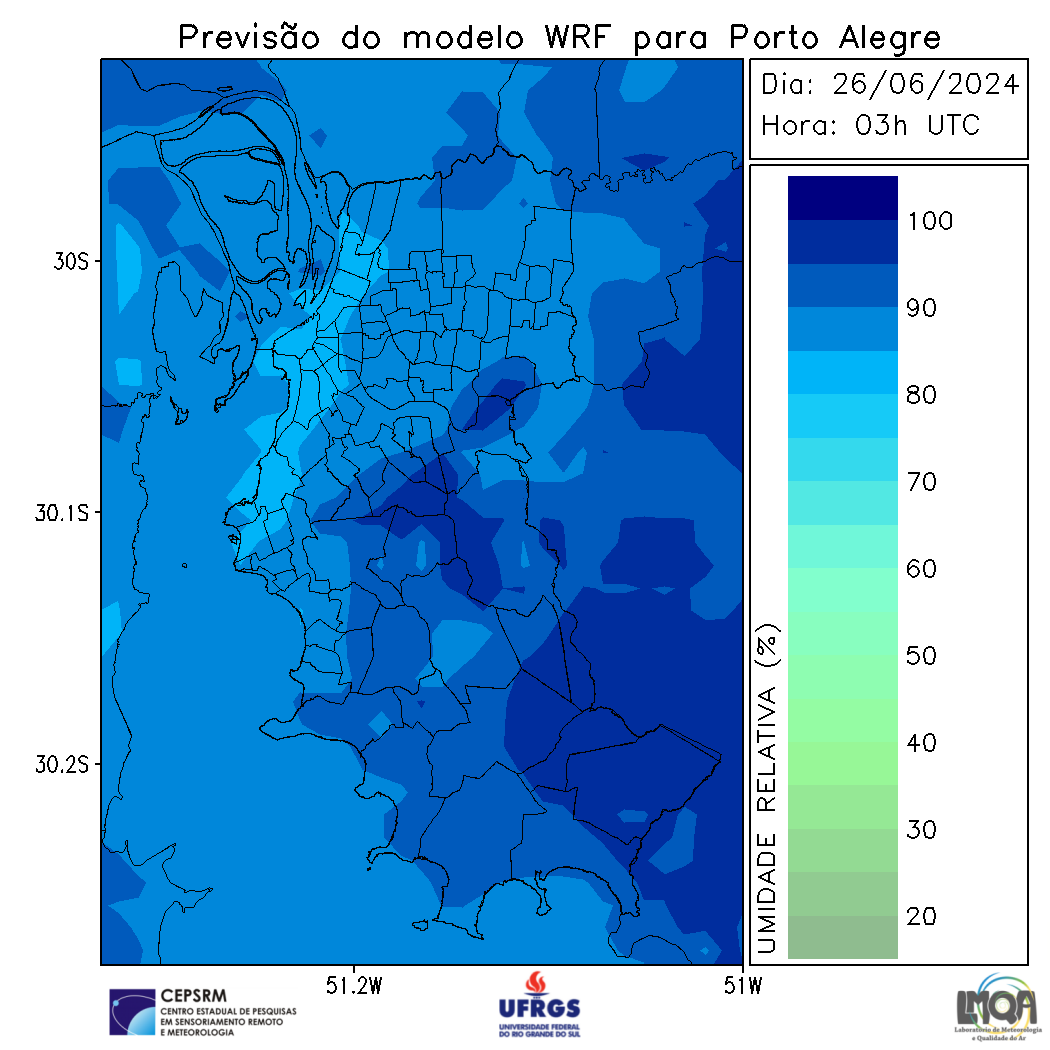 Previsão do modelo WRF para Porto Alegre
Dia: 26/06/2024
Hora: 03h UTC
100
90
80
70
60
50
40
30
20
UMIDADE RELATIVA (%)
30S
30.1S
30.2S
51.2W
51W
CEPSRM
CENTRO ESTADUAL DE PESQUISAS
EM SENSORIAMENTO REMOTO
E METEOROLOGIA
UFRGS
UNIVERSIDADE FEDERAL
DO RIO GRANDE DO SUL
LMQA
Laboratório de Meteorologia
e Qualidade do Ar